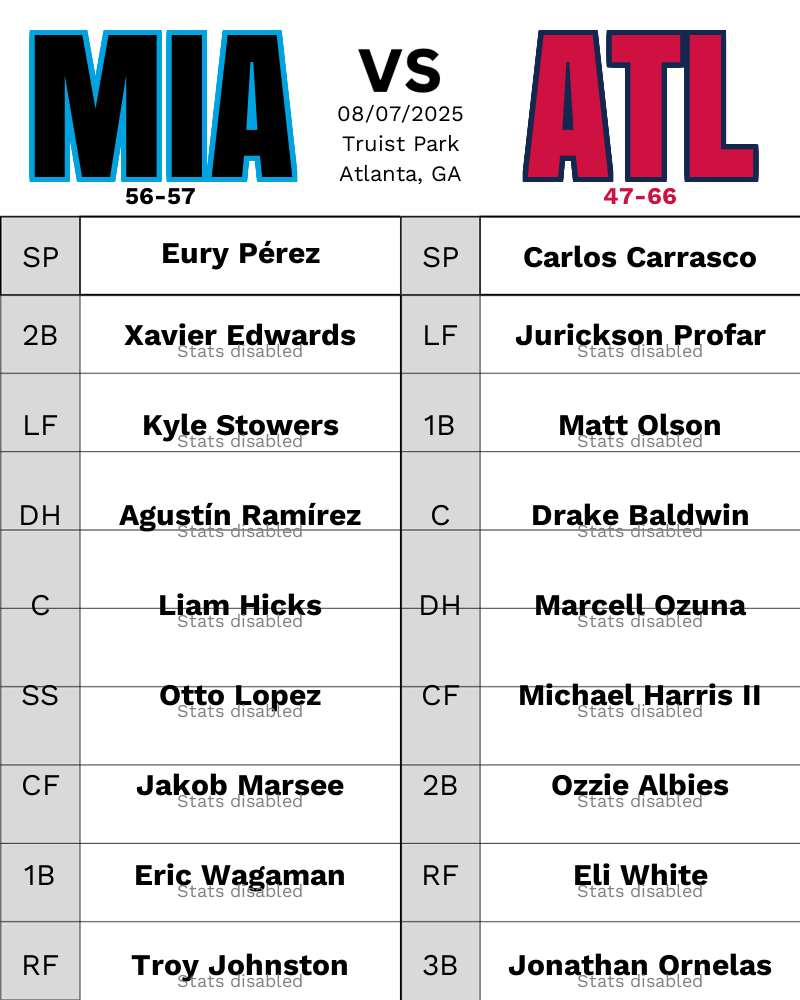 MIA
VS
ATL
08/07/2025
Truist Park
Atlanta, GA
56-57
47-66
SP Eury Pérez SP Carlos Carrasco
2B Xavier Edwards LF Jurickson Profar
Stats disabled Stats disabled
LF Kyle Stowers 1B Matt Olson
Stats disabled Stats disabled
DH Agustín Ramírez C Drake Baldwin
Stats disabled Stats disabled
C Liam Hicks DH Marcell Ozuna
Stats disabled Stats disabled
SS Otto Lopez CF Michael Harris II
Stats disabled Stats disabled
CF Jakob Marsee 2B Ozzie Albies
Stats disabled Stats disabled
1B Eric Wagaman RF Eli White
Stats disabled Stats disabled
RF Troy Johnston 3B Jonathan Ornelas
Stats disabled Stats disabled